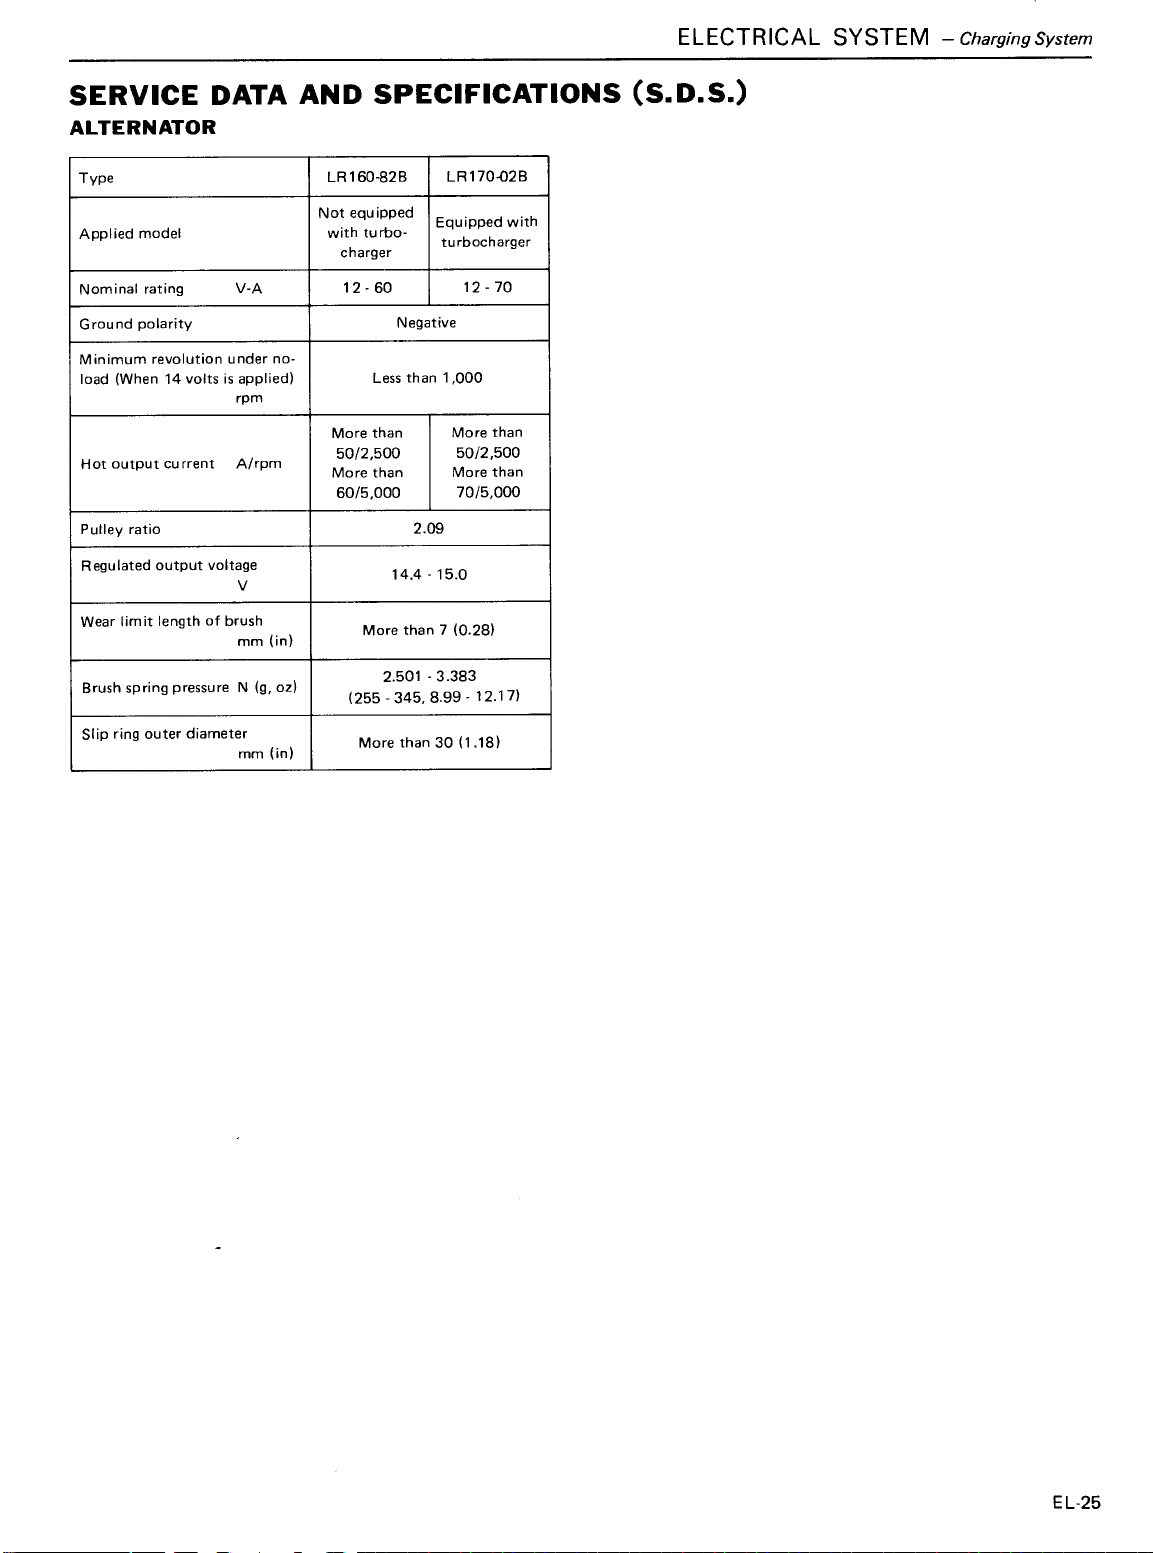 ELECTRICAL SYSTEM – Charging System
SERVICE DATA AND SPECIFICATIONS (S.D.S.)
ALTERNATOR
Type LR160-82B LR170-02B
Applied model
Not equipped
with turbo-
charger
Equipped with
turbocharger
Nominal rating V-A 12 - 60 12 - 70
Ground polarity Negative
Minimum revolution under no-
load (When 14 volts is applied)
rpm
Less than 1,000
Hot output current A/rpm
More than
50/2,500
More than
60/5,000
More than
50/2,500
More than
70/5,000
Pulley ratio 2.09
Regulated output voltage
V
14.4 - 15.0
Wear limit length of brush
mm (in)
More than 7 (0.28)
Brush spring pressure N (g, oz)
2.501 - 3.383
(255 - 345, 8.99 - 12.17)
Slip ring outer diameter
mm (in)
More than 30 (1.18)
EL-25